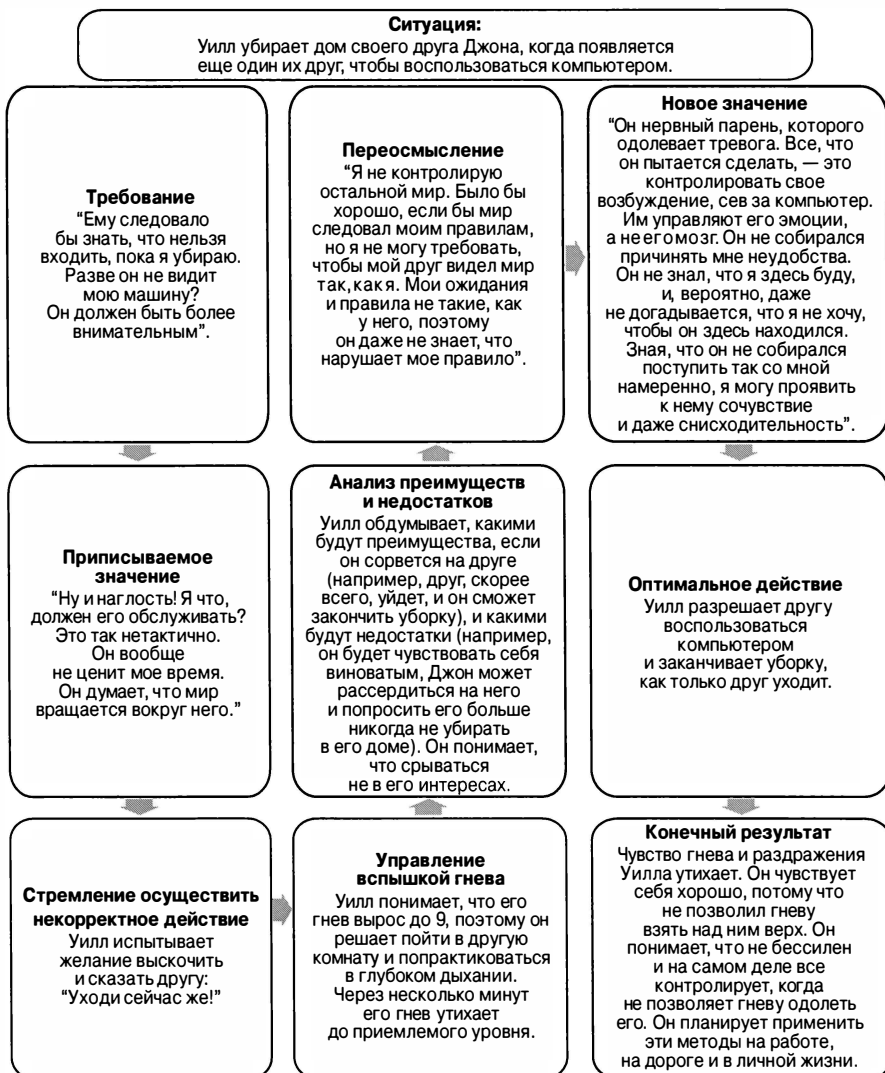 Ситуация:
Уилл убирает дом своего друга Джона, когда появляется
еще один их друг, чтобы воспользоваться компьютером.
Требование
“Ему следовало
бы знать, что нельзя
входить, пока я убираю.
Разве он не видит
мою машину?
Он должен быть более
внимательным”.
Приписываемое
значение
“Ну и наглость! Я что,
должен его обслуживать?
Это так нетактично.
Он вообще
не ценит мое время.
Он думает, что мир
вращается вокруг него.”
Стремление осуществить
некорректное действие
Уилл испытывает
желание выскочить
и сказать другу:
“Уходи сейчас же!”
Управление
вспышкой гнева
Уилл понимает, что его
гнев вырос до 9, поэтому он
решает пойти в другую
комнату и попрактиковаться
в глубоком дыхании.
Через несколько минут
его гнев утихает
до приемлемого уровня.
Анализ преимуществ
и недостатков
Уилл обдумывает, какими
будут преимущества, если
он сорвется на друге
(например, друг, скорее
всего, уйдет, и он сможет
закончить уборку), и какими
будут недостатки (например,
он будет чувствовать себя
виноватым, Джон может
рассердиться на него
и попросить его больше
никогда не убирать
в его доме). Он понимает,
что срываться
не в его интересах.
Переосмысление
“Я не контролирую
остальной мир. Было бы
хорошо, если бы мир
следовал моим правилам,
но я не могу требовать,
чтобы мой друг видел мир
так, как я. Мои ожидания
и правила не такие, как
у него, поэтому
он даже не знает, что
нарушает мое правило”.
Новое значение
“Он нервный парень, которого
одолевает тревога. Все, что
он пытается сделать, — это
контролировать свое
возбуждение, сев за компьютер.
Им управляют его эмоции,
а не его мозг. Он не собирался
причинять мне неудобства.
Он не знал, что я здесь буду,
и, вероятно, даже
не догадывается, что я не хочу,
чтобы он здесь находился.
Зная, что он не собирался
поступить так со мной
намеренно, я могу проявить
к нему сочувствие
и даже снисходительность”.
Оптимальное действие
Уилл разрешает другу
воспользоваться
компьютером
и заканчивает уборку,
как только друг уходит.
Конечный результат
Чувство гнева и раздражения
Уилла утихает. Он чувствует
себя хорошо, потому что
не позволил гневу
взять над ним верх. Он
понимает, что не бессилен
и на самом деле все
контролирует, когда
не позволяет гневу одолеть
его. Он планирует применить
эти методы на работе,
на дороге и в личной жизни.